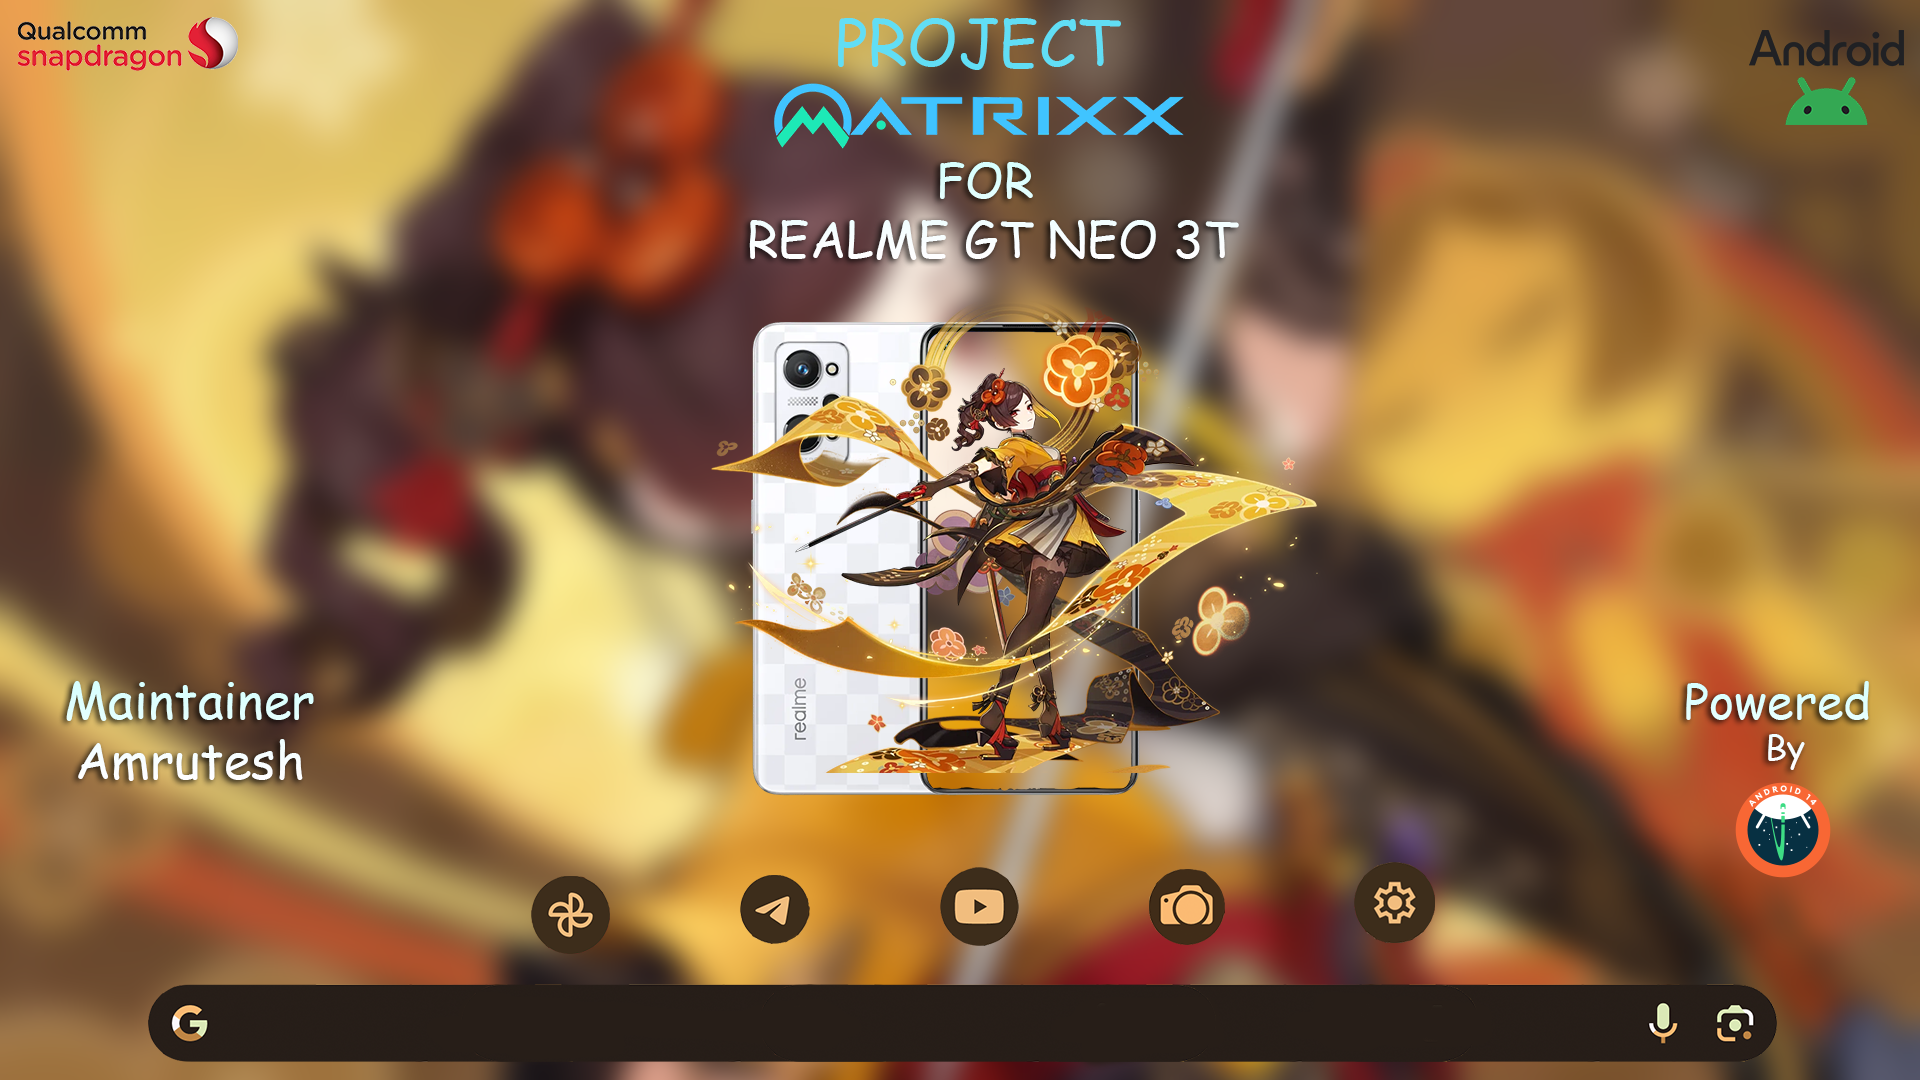 Qualcomm
snapdragon
PROJECT
MATRIXX
FOR
REALME GT NEO 3T
Android
realme
Maintainer
Amrutesh
Powered
By
ANDROID 14
G